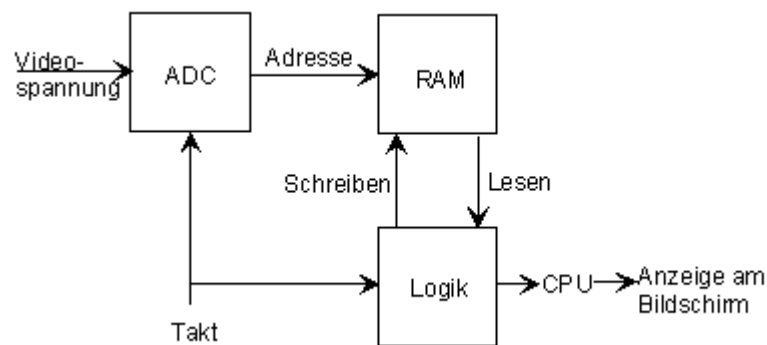 Video-
spannung
ADC
Adresse
RAM
Schreiben
Lesen
Logik
CPU
Anzeige am
Bildschirm
Takt